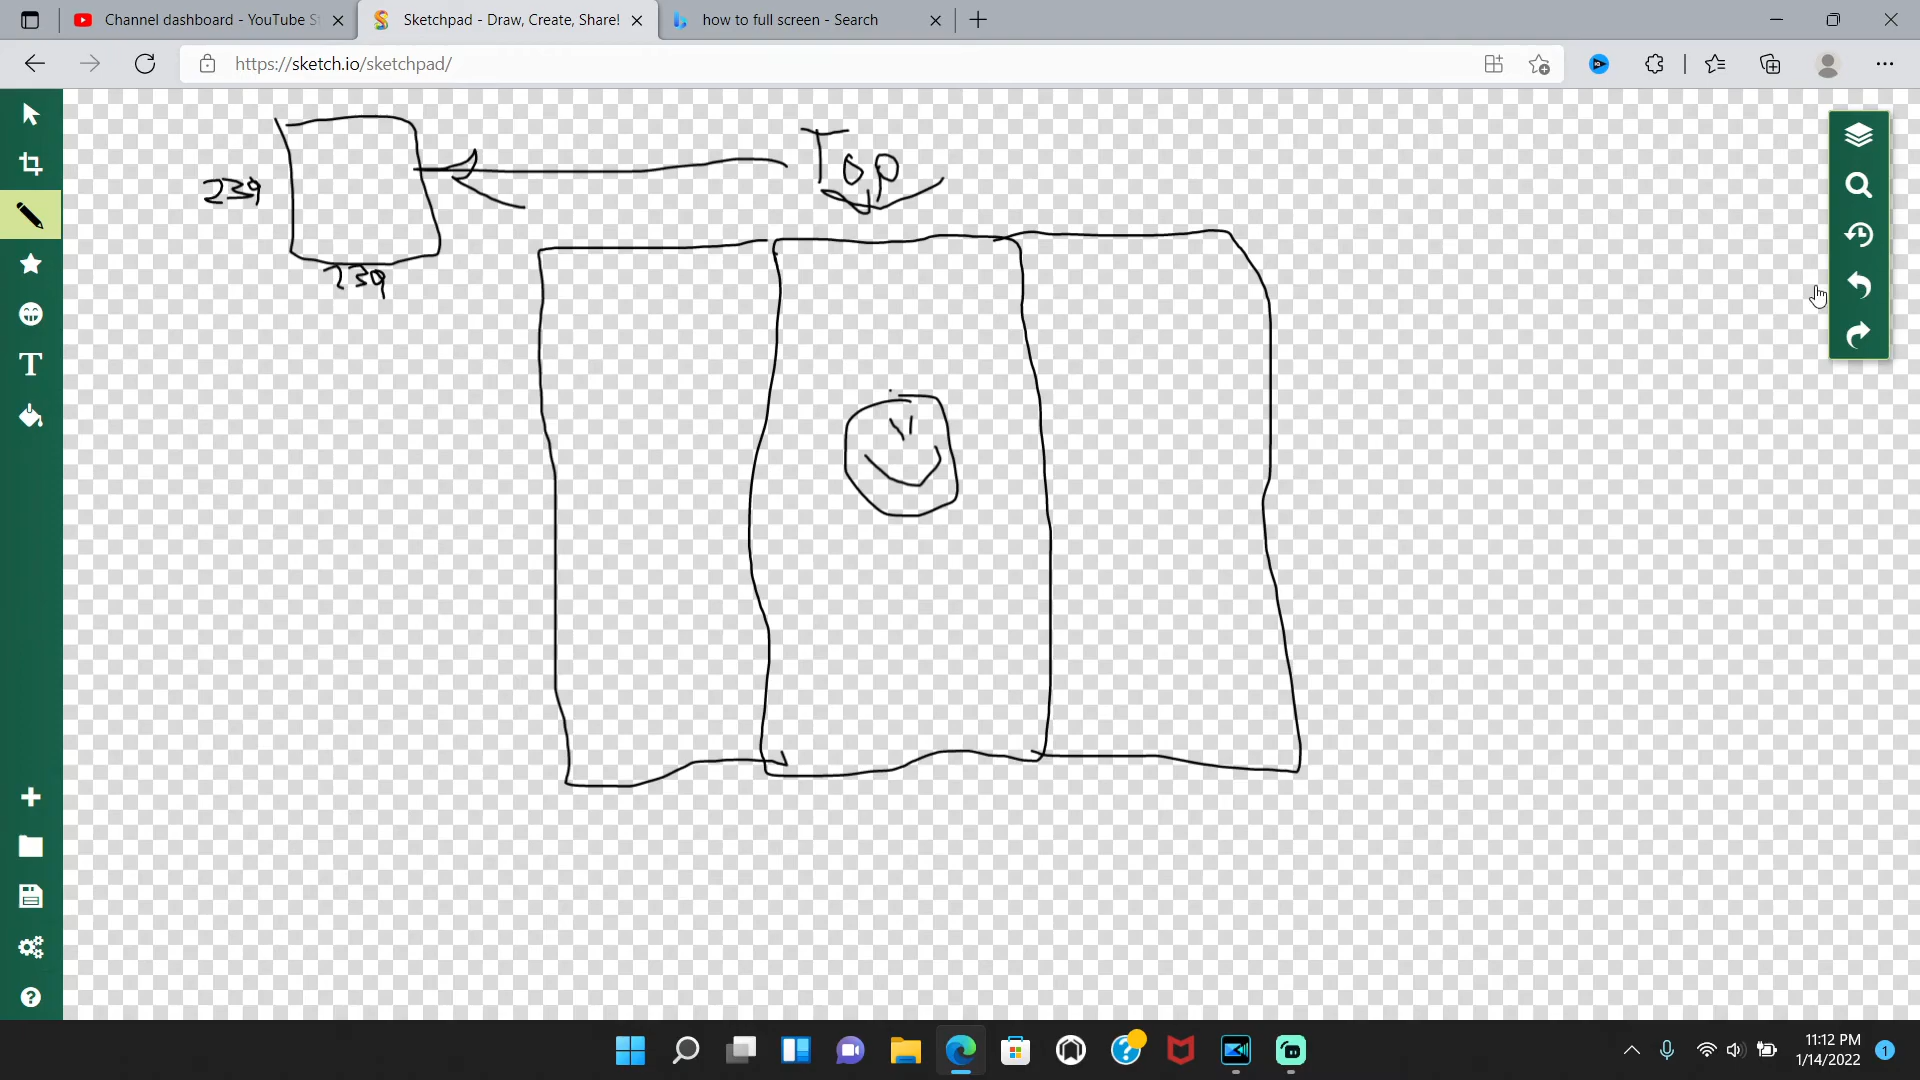 Channel dashboard - YouTube S
Sketchpad - Draw, Create, Share!
how to full screen - Search
https://sketch.io/sketchpad/
Top
239
239
T
11:12 PM
1/14/2022
1